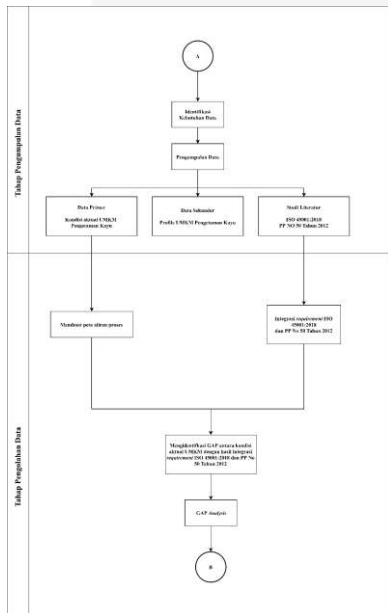 Tahap Pengumpulan Data
A
Identifikasi
Kebutuhan Data
Pengumpulan Data
Data Primer
Kondisi aktual UMKM
Pengetaman Kayu
Data Sekunder
Profils UMKM Pengetaman Kayu
Studi Literatur
ISO 45001:2018
PP NO 50 Tahun 2012
Tahap Pengolahan Data
Membuat peta aliran proses
Integrasi requirement ISO
45001:2018
dan PP No 50 Tahun 2012
Mengidentifikasi GAP antara kondisi
aktual UMKM dengan hasil integrasi
requirement ISO 45001:2018 dan PP No
50 Tahun 2012
GAP Analysis
B